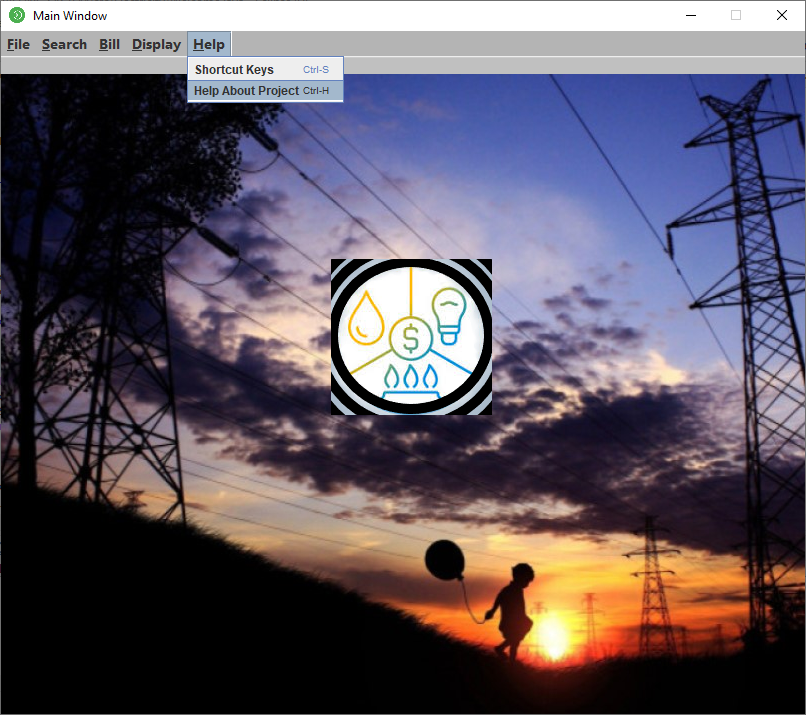 Main Window
File Search Bill Display Help
Shortcut Keys Ctrl-S
Help About Project Ctrl-H
$